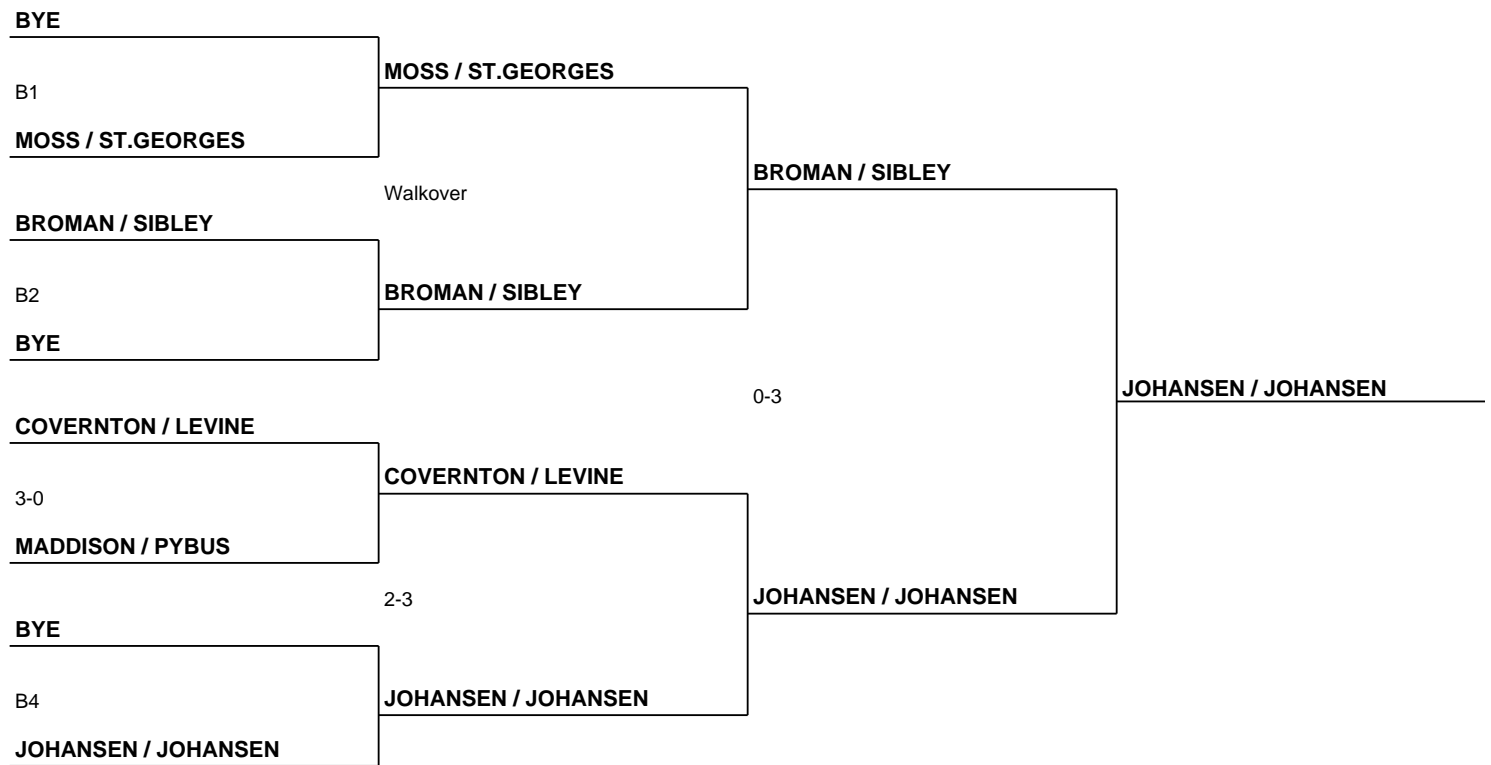 BYE
MOSS / ST.GEORGES
B1
MOSS / ST.GEORGES
BROMAN / SIBLEY
Walkover
BROMAN / SIBLEY
B2
BROMAN / SIBLEY
BYE
JOHANSEN / JOHANSEN
0-3
COVERNTON / LEVINE
COVERNTON / LEVINE
3-0
MADDISON / PYBUS
2-3
JOHANSEN / JOHANSEN
BYE
B4
JOHANSEN / JOHANSEN
JOHANSEN / JOHANSEN